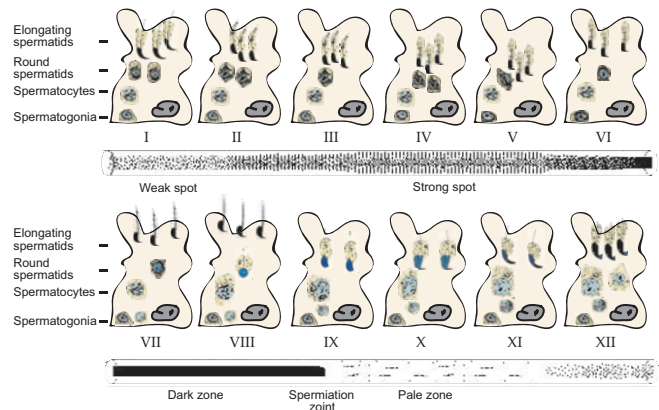 Elongating
spermatids
Round
spermatids
Spermatocytes
Spermatogonia
I II III IV V VI
Weak spot Strong spot
Elongating
spermatids
Round
spermatids
Spermatocytes
Spermatogonia
VII VIII IX X XI XII
Dark zone Spermiation Pale zone
zoint